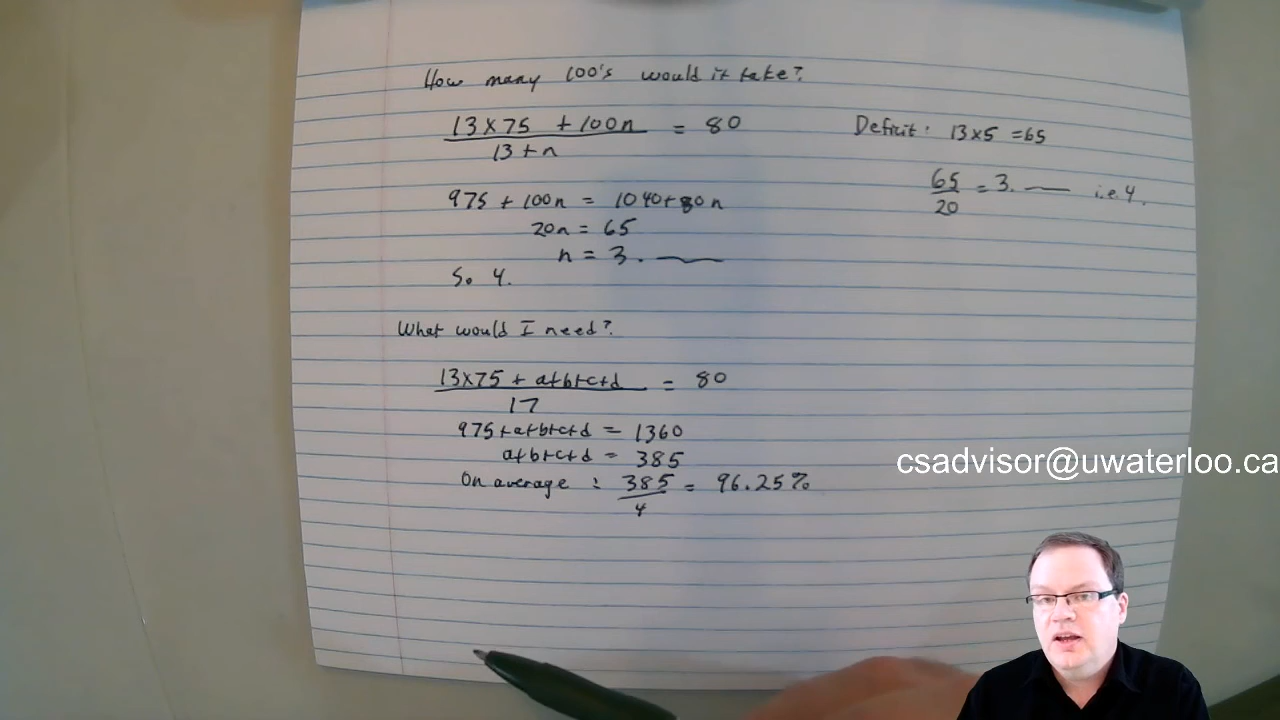 How many 100's would it take?
13 x 75 + 100n = 80
13 + n
975 + 100n = 1040 + 80n
20n = 65
n = 3.
So 4.
Deficit: 13 x 5 = 65
65 = 3. i.e. 4.
20
What would I need?
13 x 75 + a+b+c+d = 80
17
975+a+b+c+d = 1360
a+b+c+d = 385
On average : 385 = 96.25%
4
csadvisor@uwaterloo.ca